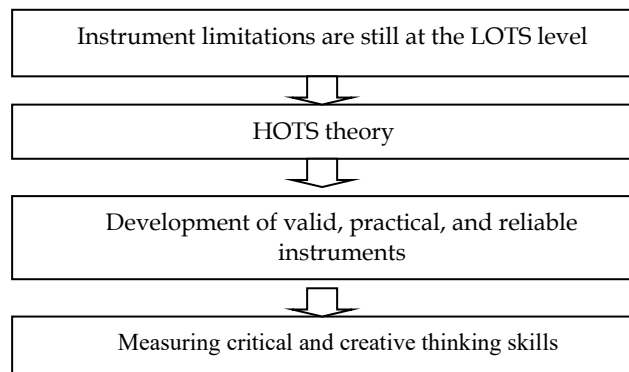 Instrument limitations are still at the LOTS level
HOTS theory
Development of valid, practical, and reliable
instruments
Measuring critical and creative thinking skills